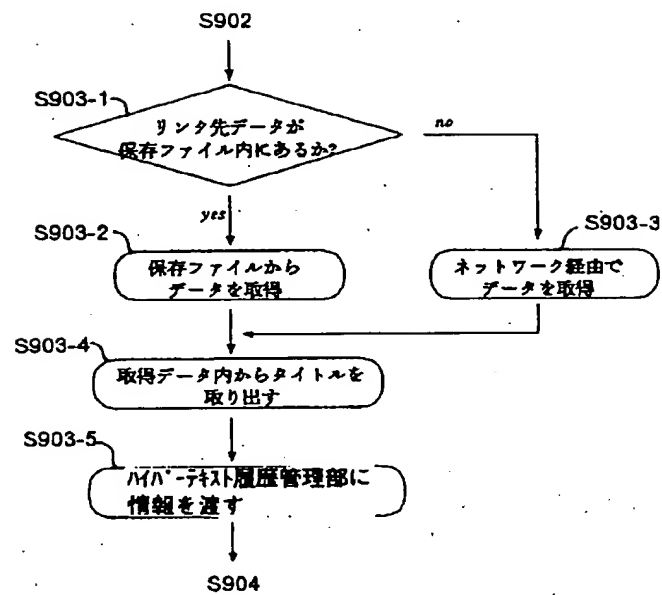 S902
S903-1
リンタ先データが
保存ファイル内にあるか?
no
yes
S903-2
保存ファイルから
データを取得
S903-3
ネットワーク経由で
データを取得
S903-4
取得データ内からタイトルを
取り出す
S903-5
ハイパーテキスト履歴管理部に
情報を渡す
S904